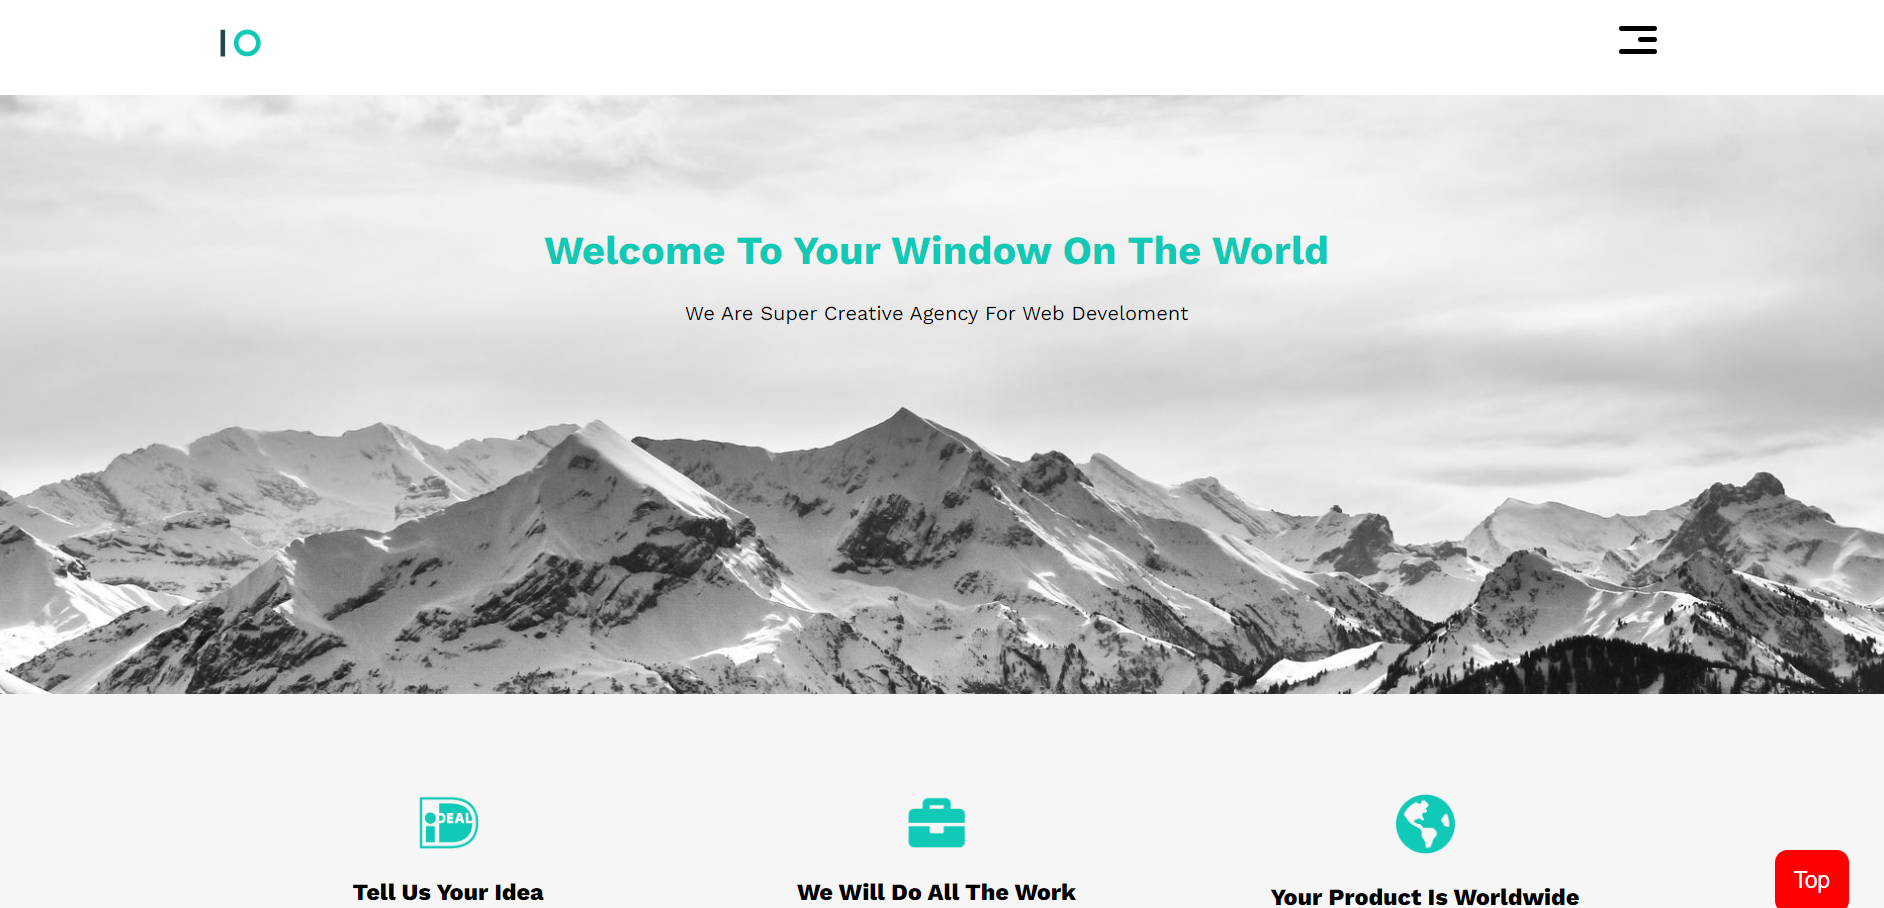 IO
Welcome To Your Window On The World
We Are Super Creative Agency For Web Develoment
iDEAL
Tell Us Your Idea
We Will Do All The Work
Your Product Is Worldwide
Top